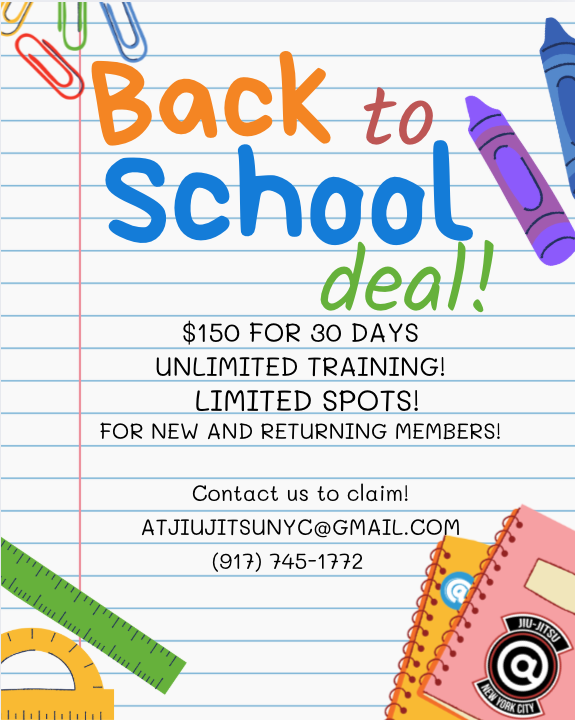 Back to
School
deal!
$150 FOR 30 DAYS
UNLIMITED TRAINING!
LIMITED SPOTS!
FOR NEW AND RETURNING MEMBERS!
Contact us to claim!
ATJIUJITSUNYC@GMAIL.COM
(917) 745-1772
@
JIU-JITSU
@
NEW YORK CITY